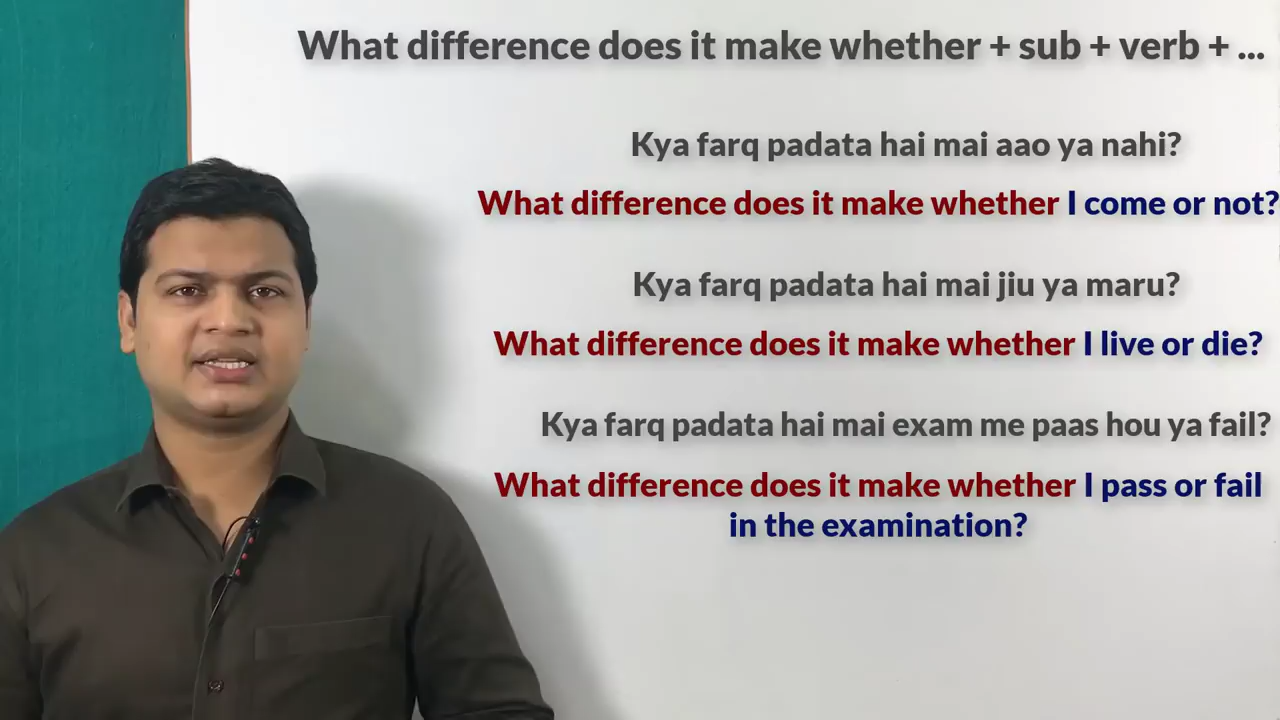 What difference does it make whether + sub + verb + ...
Kya farq padata hai mai aao ya nahi?
What difference does it make whether I come or not?
Kya farq padata hai mai jiu ya maru?
What difference does it make whether I live or die?
Kya farq padata hai mai exam me paas hou ya fail?
What difference does it make whether I pass or fail
in the examination?